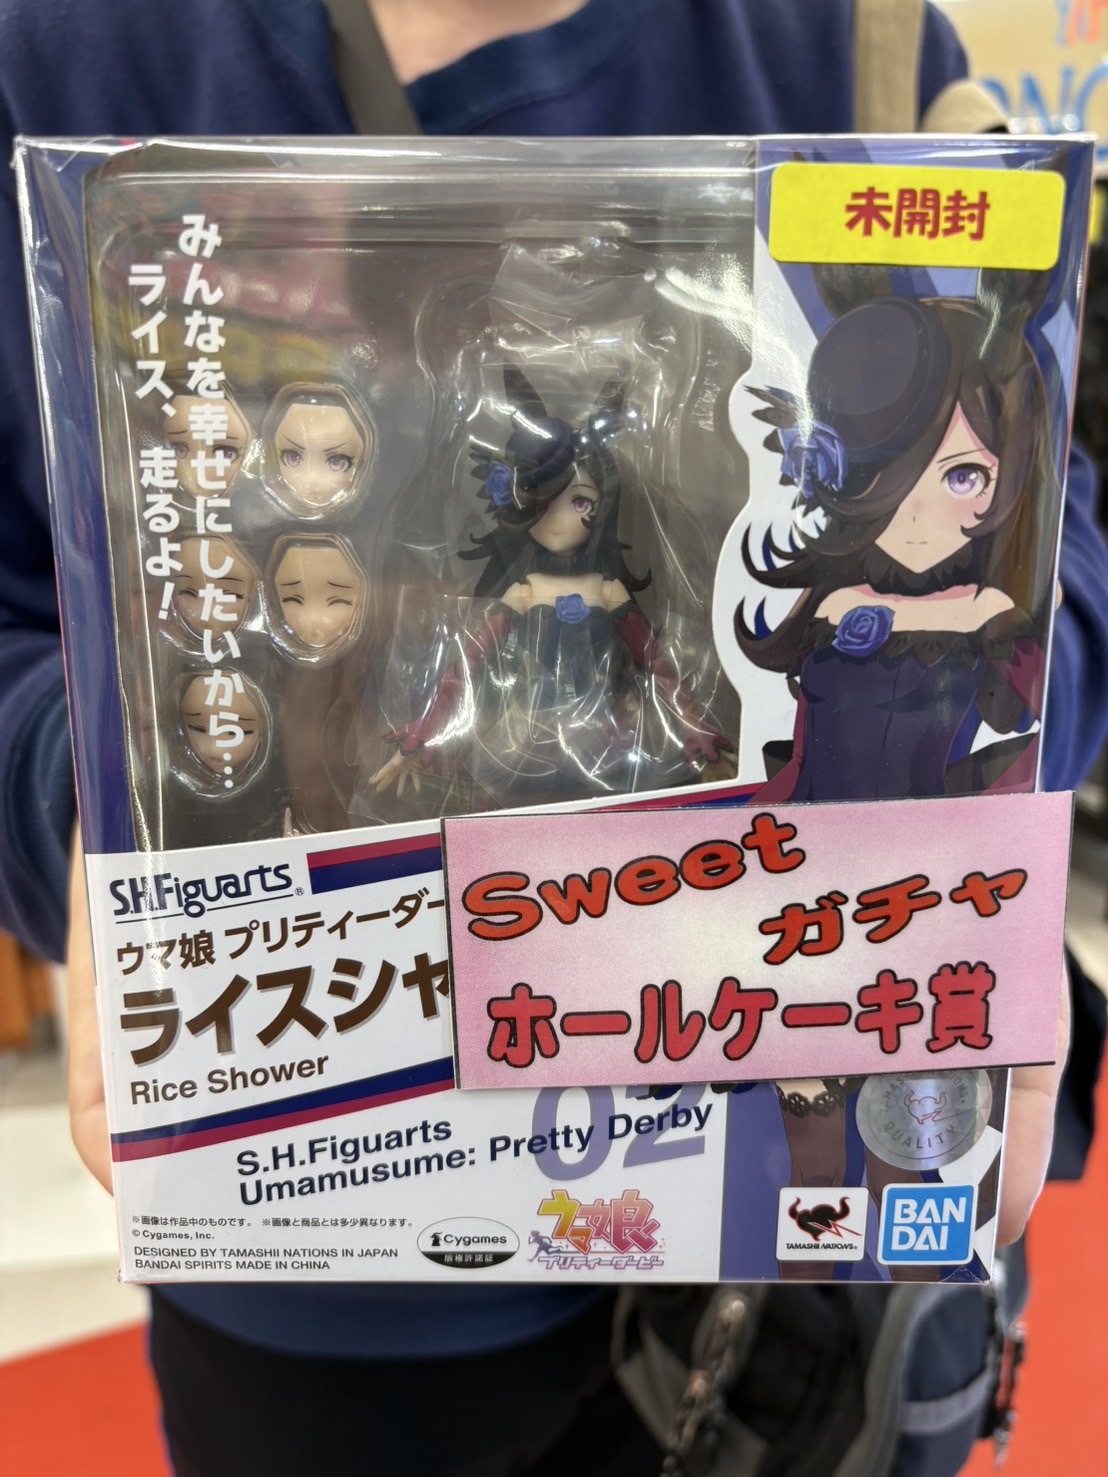 未開封
みんなを幸せにしたいから…
ライス、走るよ!
S.H.Figuarts®
ウマ娘 プリティーダー
ライスシャ
Rice Shower
Sweet
ガチャ
ホールケーキ賞
02
S.H.Figuarts
Umamusume: Pretty Derby
※画像は作品中のものです。 ※画像と商品とは多少異なります。
© Cygames, Inc.
DESIGNED BY TAMASHII NATIONS IN JAPAN
BANDAI SPIRITS MADE IN CHINA
Cygames
版権許諾証
ウマ娘
プリティーダービー
QUALITY
TAMASHII NATIONS®
BAN
DAI